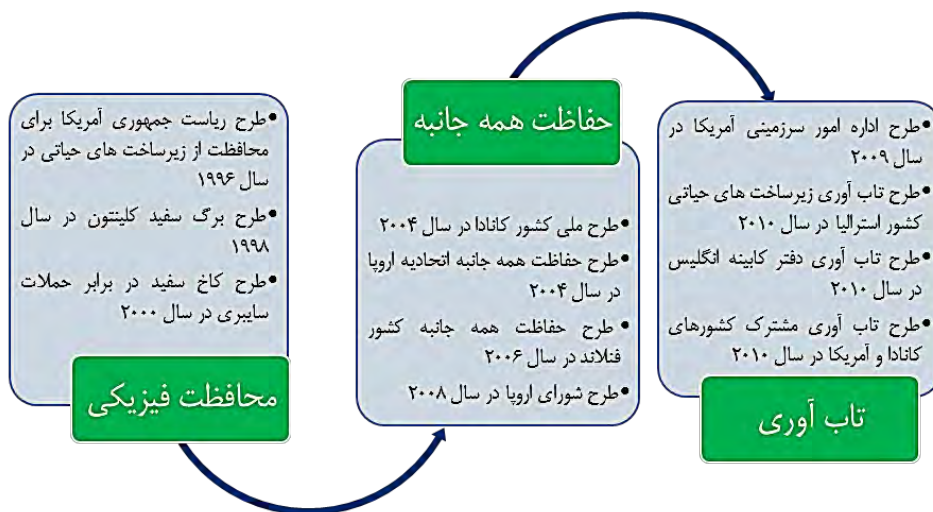 طرح ریاست جمهوری آمریکا برای
محافظت از زیرساخت های حیاتی در
سال ۱۹۹۶
طرح برگ سفید کلینتون در سال
۱۹۹۸
طرح کاخ سفید در برابر حملات
سایبری در سال ۲۰۰۰
محافظت فیزیکی
حفاظت همه جانبه
طرح ملی کشور کانادا در سال ۲۰۰۴
طرح حفاظت همه جانبه اتحادیه اروپا
در سال ۲۰۰۴
طرح حفاظت همه جانبه کشور
فنلاند در سال ۲۰۰۶
طرح شورای اروپا در سال ۲۰۰۸
طرح اداره امور سرزمینی آمریکا در
سال ۲۰۰۹
طرح تاب آوری زیرساخت های حیاتی
کشور استرالیا در سال ۲۰۱۰
طرح تاب آوری دفتر کابینه انگلیس
در سال ۲۰۱۰
طرح تاب آوری مشترک کشورهای
کانادا و آمریکا در سال ۲۰۱۰
تاب آوری